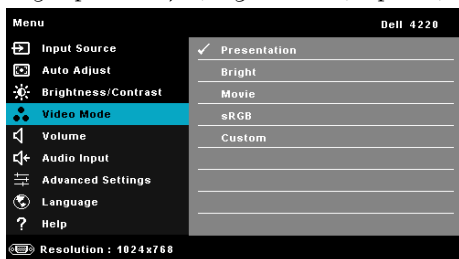 Menu
Dell 4220
Input Source
Auto Adjust
Brightness/Contrast
Video Mode
Volume
Audio Input
Advanced Settings
Language
? Help
✓ Presentation
Bright
Movie
sRGB
Custom
Resolution : 1024x768